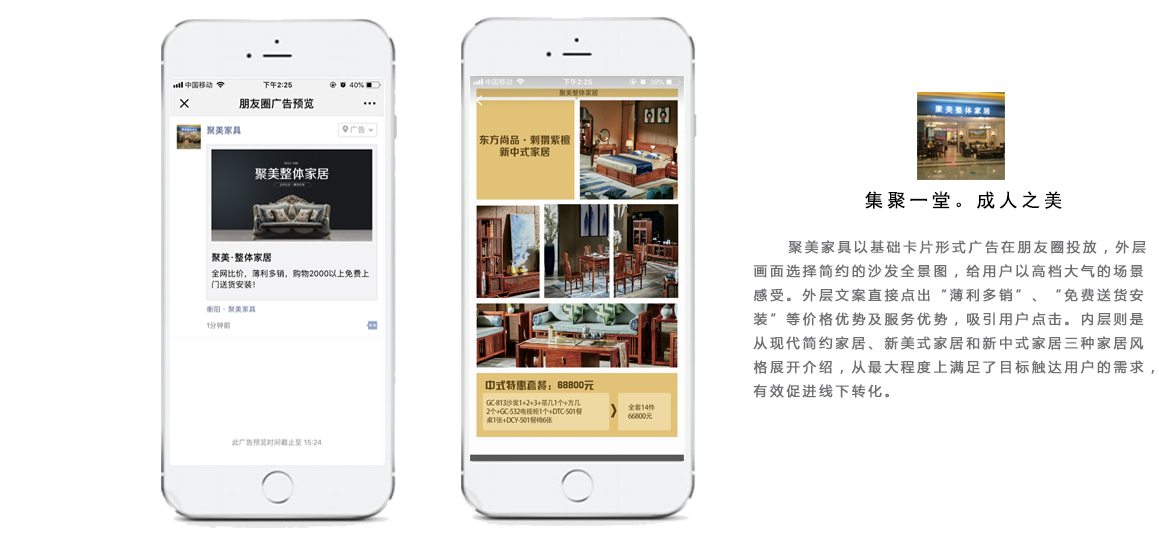 中国移动
下午2:25
40%
朋友圈广告预览
聚美家具
广告
聚美整体家居
聚美·整体家居
全网比价，薄利多销，购物2000以上免费上
门送货安装！
衡阳·聚美家具
1分钟前
此广告预览时间截止至 15:24
中国移动
下午2:25
39%
聚美整体家居
东方尚品·刺猬紫檀
新中式家居
中式特惠套餐：68800元
GC-813沙发1+2+3+茶几1个+方几
2个+GC-532电视柜1个+DTC-501餐
桌1张+DCY-501餐椅6张
全套14件
66800元
聚美整体家居
集聚一堂。成人之美
聚美家具以基础卡片形式广告在朋友圈投放，外层
画面选择简约的沙发全景图，给用户以高档大气的场景
感受。外层文案直接点出“薄利多销”、“免费送货安
装”等价格优势及服务优势，吸引用户点击。内层则是
从现代简约家居、新美式家居和新中式家居三种家居风
格展开介绍，从最大程度上满足了目标触达用户的需求，
有效促进线下转化。